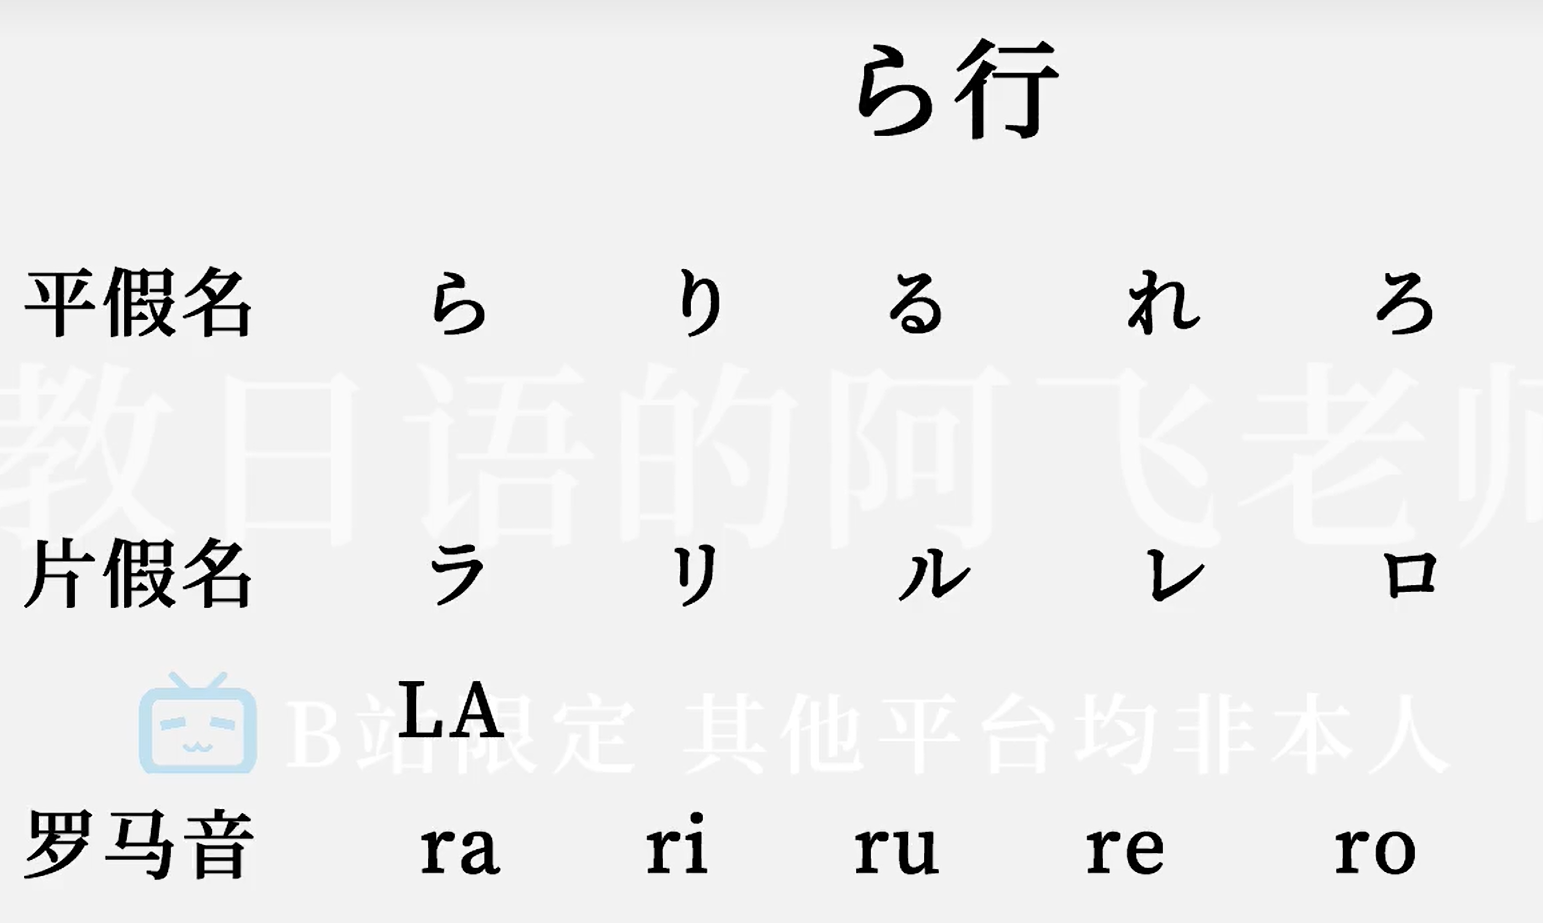 ら行
平假名 ら り る れ ろ
教日语的阿飞老师
片假名 ラ リ ル レ ロ
LA
B站限定 其他平台均非本人
罗马音 ra ri ru re ro